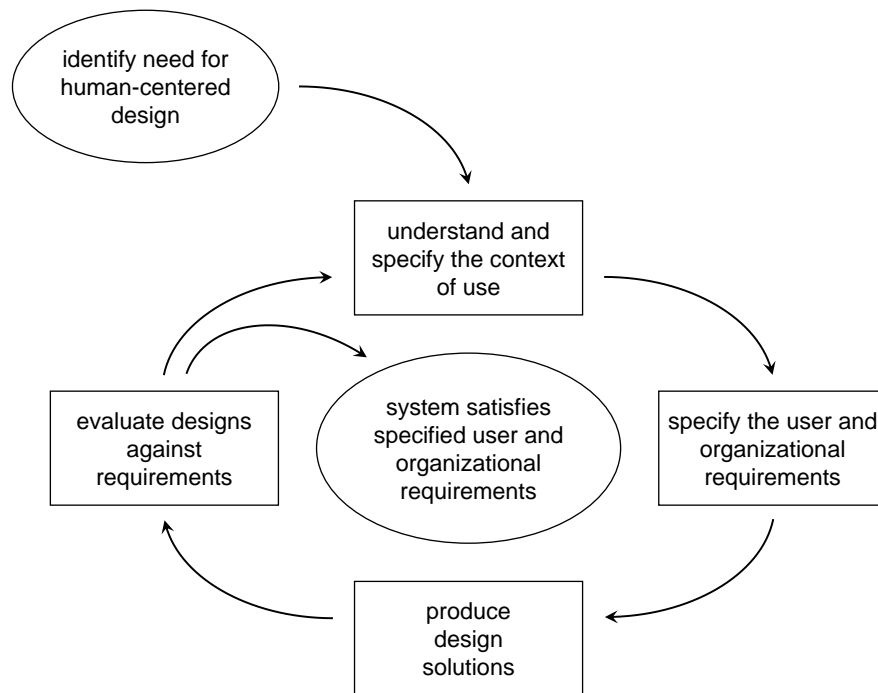 identify need for
human-centered
design
understand and
specify the context
of use
evaluate designs
against
requirements
system satisfies
specified user and
organizational
requirements
specify the user and
organizational
requirements
produce
design
solutions